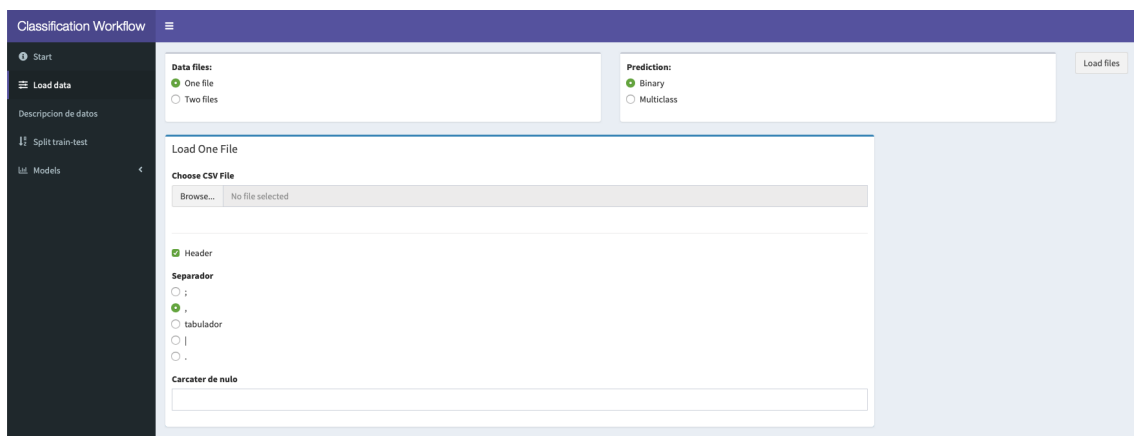 Classification Workflow
Start
Load data
Descripcion de datos
Split train-test
Models
Data files:
One file
Two files
Prediction:
Binary
Multiclass
Load files
Load One File
Choose CSV File
Browse... No file selected
Header
Separador
;
,
tabulador
|
.
Carcater de nulo